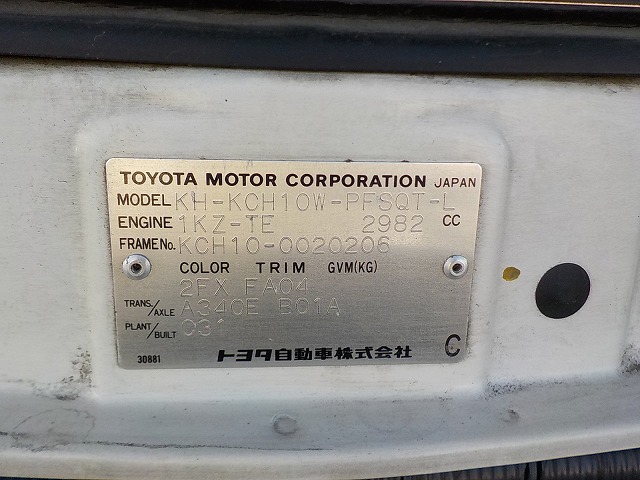 TOYOTA MOTOR CORPORATION JAPAN
MODEL KH-KCH10W-PFSQT-L
ENGINE 1KZ-TE 2982 CC
FRAME No. KCH10-0020206
COLOR TRIM GVM(KG)
2FX FA04
TRANS./AXLE A340E B01A
PLANT/BUILT 031
30881 トヨタ自動車株式会社 C